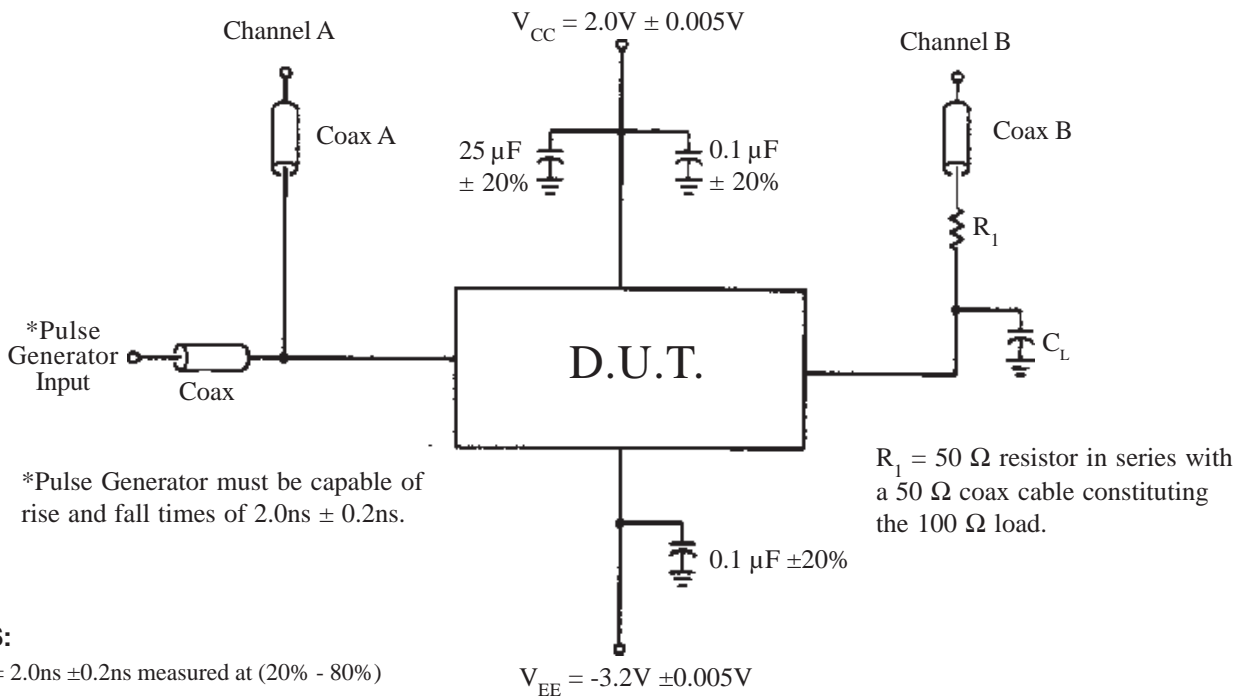 V_CC = 2.0V ± 0.005V
Channel A
Channel B
Coax A
25 µF
± 20%
0.1 µF
± 20%
Coax B
R_1
*Pulse
Generator
Input
Coax
D.U.T.
C_L
*Pulse Generator must be capable of
rise and fall times of 2.0ns ± 0.2ns.
R_1 = 50 Ω resistor in series with
a 50 Ω coax cable constituting
the 100 Ω load.
0.1 µF ±20%
S:
= 2.0ns ±0.2ns measured at (20% - 80%)
V_EE = -3.2V ±0.005V